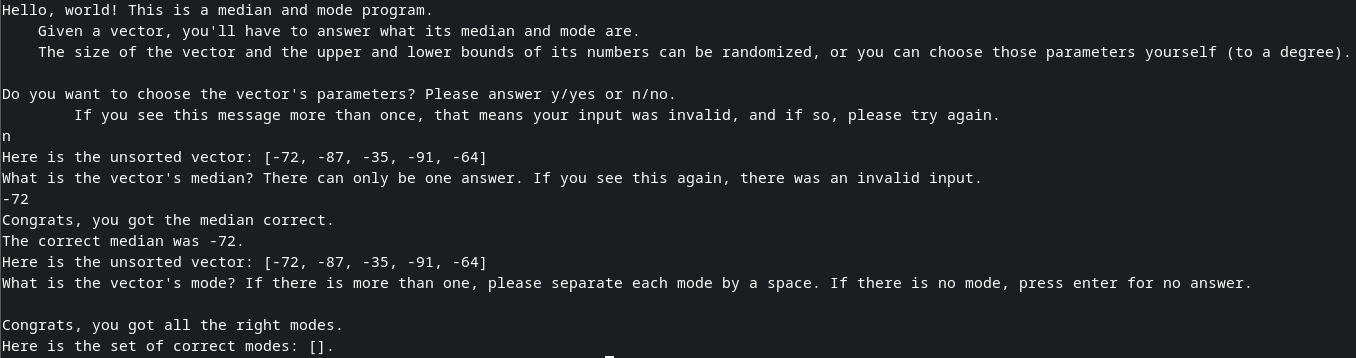 Hello, world! This is a median and mode program.
    Given a vector, you'll have to answer what its median and mode are.
    The size of the vector and the upper and lower bounds of its numbers can be randomized, or you can choose those parameters yourself (to a degree).

Do you want to choose the vector's parameters? Please answer y/yes or n/no.
        If you see this message more than once, that means your input was invalid, and if so, please try again.
n
Here is the unsorted vector: [-72, -87, -35, -91, -64]
What is the vector's median? There can only be one answer. If you see this again, there was an invalid input.
-72
Congrats, you got the median correct.
The correct median was -72.
Here is the unsorted vector: [-72, -87, -35, -91, -64]
What is the vector's mode? If there is more than one, please separate each mode by a space. If there is no mode, press enter for no answer.

Congrats, you got all the right modes.
Here is the set of correct modes: [].